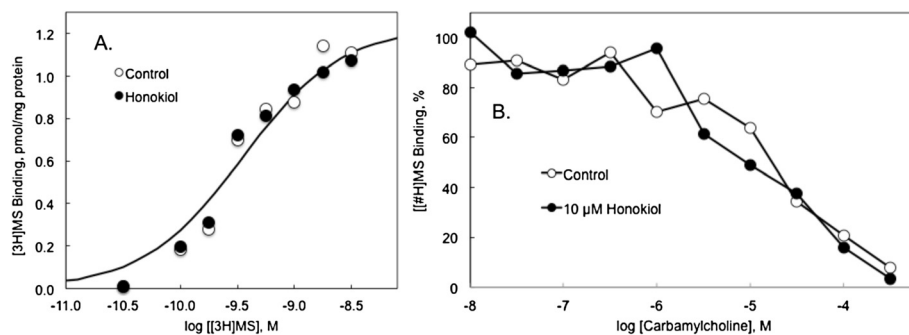 A.
Control
Honokiol
[3H]MS Binding, pmol/mg protein
1.2
1.0
0.8
0.6
0.4
0.2
0.0
-11.0 -10.5 -10.0 -9.5 -9.0 -8.5
log [[3H]MS], M
B.
Control
10 µM Honokiol
[[#H]MS Binding, %
100
80
60
40
20
0
-8 -7 -6 -5 -4
log [Carbamylcholine], M